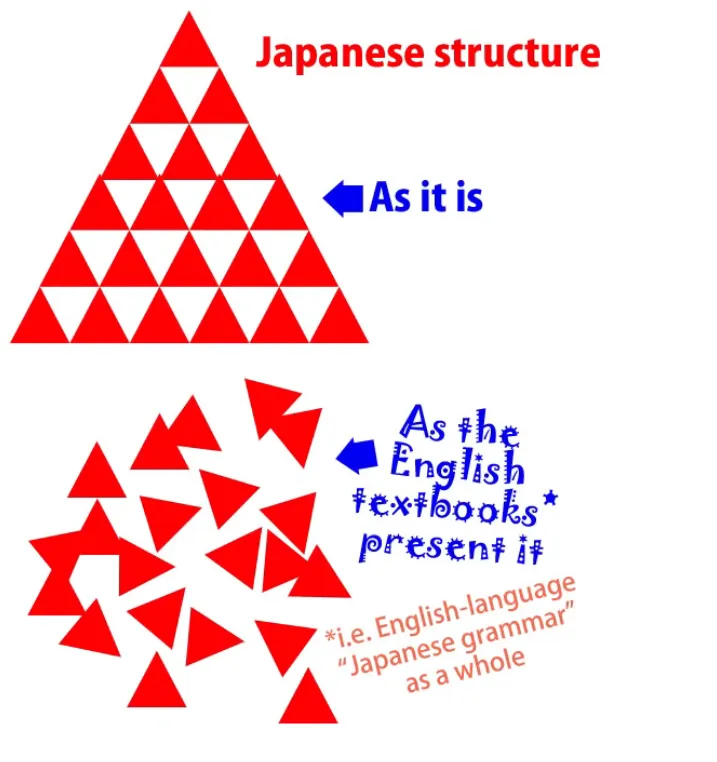 Japanese structure
As it is
As the
English
textbooks*
present it
*i.e. English-language
“Japanese grammar”
as a whole